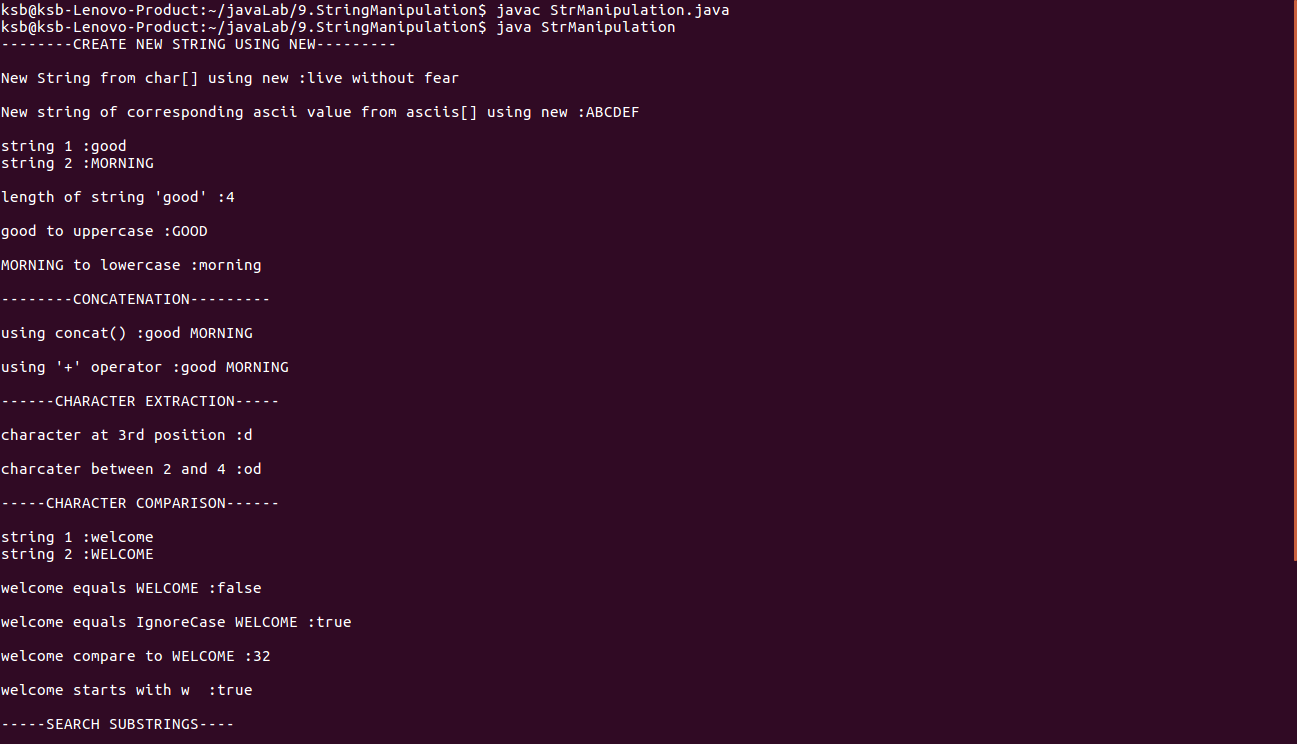 ksb@ksb-Lenovo-Product:~/javaLab/9.StringManipulation$ javac StrManipulation.java
ksb@ksb-Lenovo-Product:~/javaLab/9.StringManipulation$ java StrManipulation
--------CREATE NEW STRING USING NEW---------
New String from char[] using new :live without fear
New string of corresponding ascii value from asciis[] using new :ABCDEF
string 1 :good
string 2 :MORNING
length of string 'good' :4
good to uppercase :GOOD
MORNING to lowercase :morning
--------CONCATENATION---------
using concat() :good MORNING
using '+' operator :good MORNING
------CHARACTER EXTRACTION-----
character at 3rd position :d
charcater between 2 and 4 :od
-----CHARACTER COMPARISON------
string 1 :welcome
string 2 :WELCOME
welcome equals WELCOME :false
welcome equals IgnoreCase WELCOME :true
welcome compare to WELCOME :32
welcome starts with w  :true
-----SEARCH SUBSTRINGS----